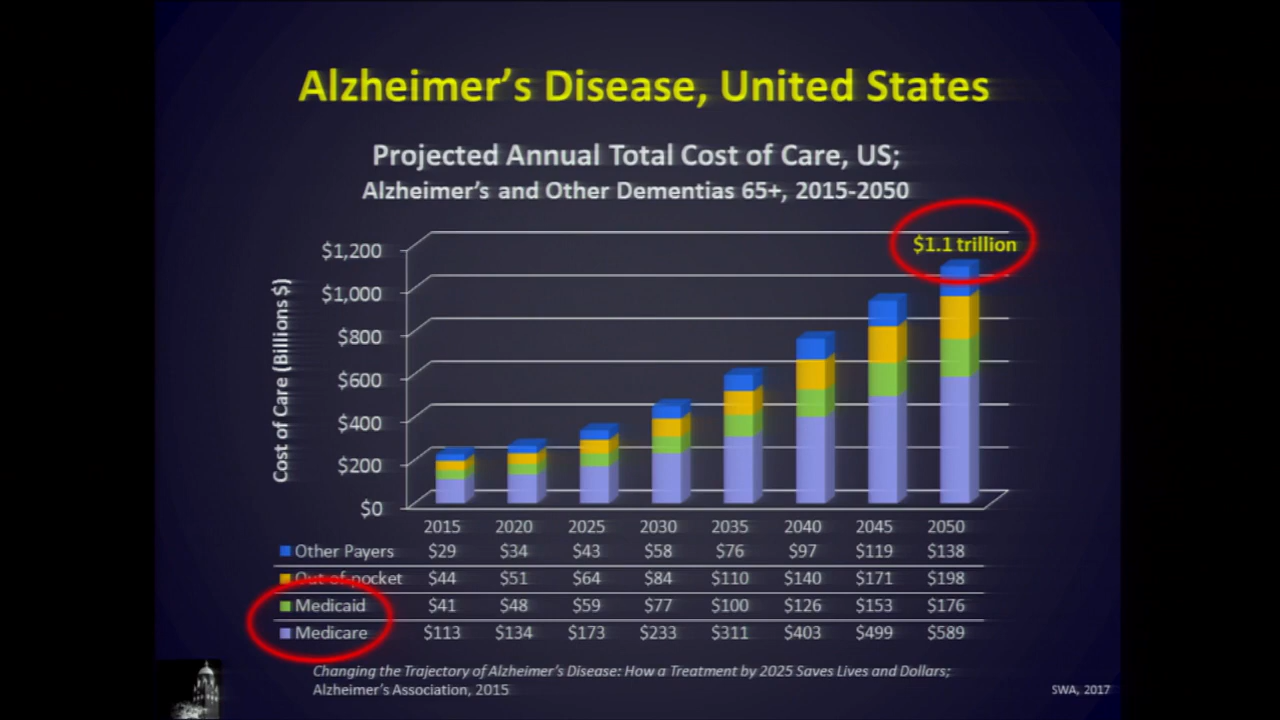 Alzheimer's Disease, United States
Projected Annual Total Cost of Care, US;
Alzheimer's and Other Dementias 65+, 2015-2050
$1.1 trillion
$1,200
$1,000
$800
$600
$400
$200
$0
Cost of Care (Billions $)
2015 2020 2025 2030 2035 2040 2045 2050
Other Payers $29 $34 $43 $58 $76 $97 $119 $138
Out-of-pocket $44 $51 $64 $84 $110 $140 $171 $198
Medicaid $41 $48 $59 $77 $100 $126 $153 $176
Medicare $113 $134 $173 $233 $311 $403 $499 $589
Changing the Trajectory of Alzheimer's Disease: How a Treatment by 2025 Saves Lives and Dollars;
Alzheimer's Association, 2015
SWA, 2017